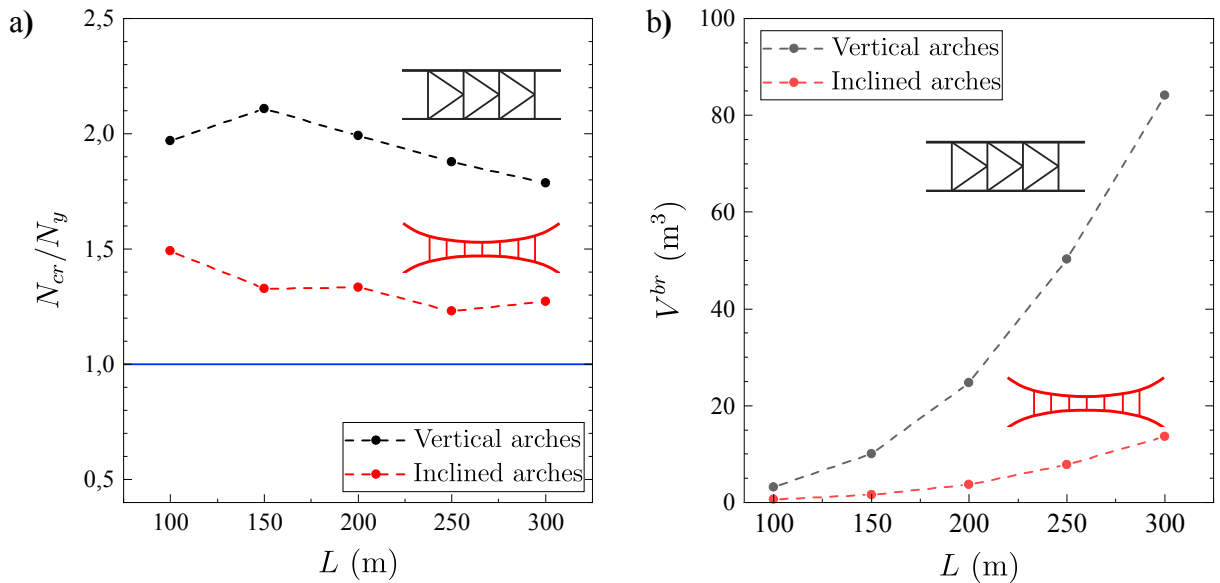 a)
2,5
2,0
1,5
1,0
0,5
N_cr/N_y
Vertical arches
Inclined arches
100 150 200 250 300
L (m)
b)
100
80
60
40
20
0
V^br (m^3)
Vertical arches
Inclined arches
100 150 200 250 300
L (m)